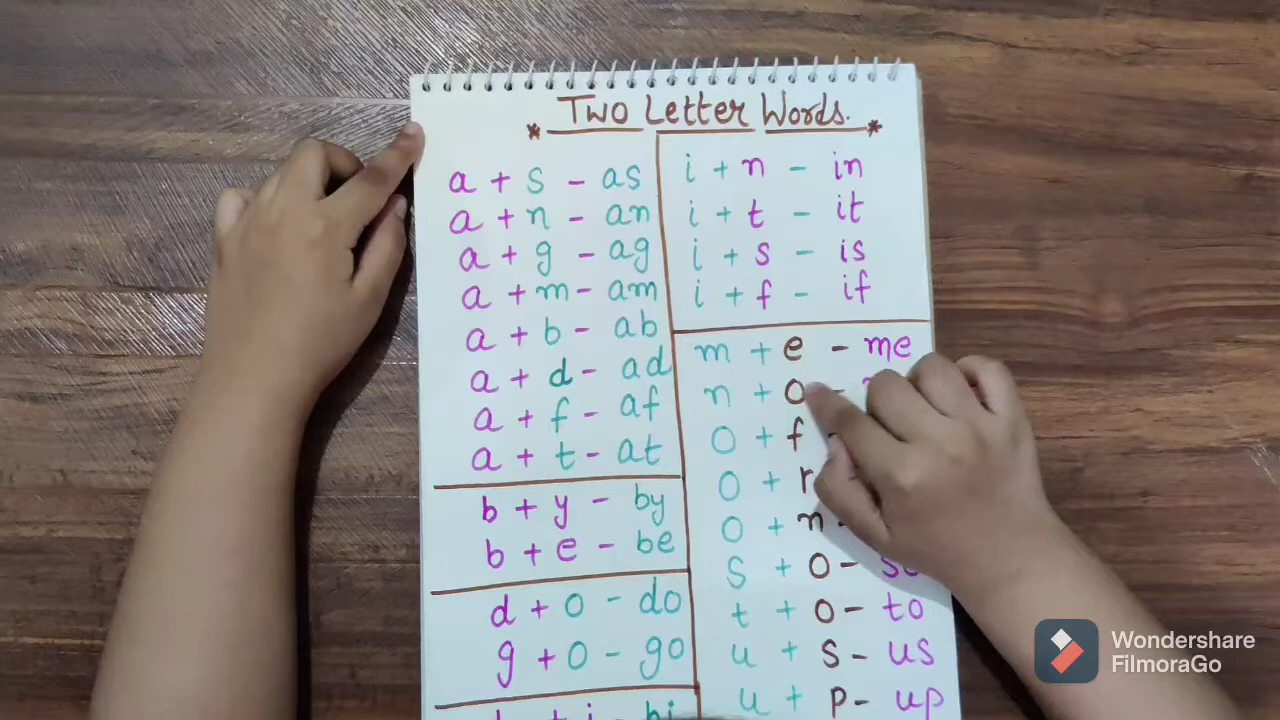 Two Letter Words.
a + s - as
a + n - an
a + g - ag
a + m - am
a + b - ab
a + d - ad
a + f - af
a + t - at
b + y - by
b + e - be
d + o - do
g + o - go
i + n - in
i + t - it
i + s - is
i + f - if
m + e - me
n + o -
o + f
o + r
o + n -
s + o - so
t + o - to
u + s - us
u + p - up
Wondershare
FilmoraGo